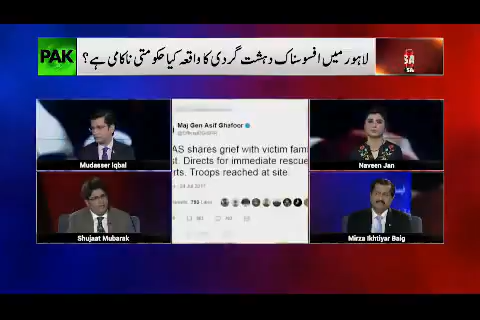 PAK
لاہور میں افسوسناک دہشت گردی کا واقعہ کیا حکومتی ناکامی ہے؟
SA
Mudasser Iqbal
Maj Gen Asif Ghafoor
AS shares grief with victim fam
st. Directs for immediate rescue
rts. Troops reached at site
24 Jul 2017
Naveen Jan
Shujaat Mubarak
Mirza Ikhtiyar Baig